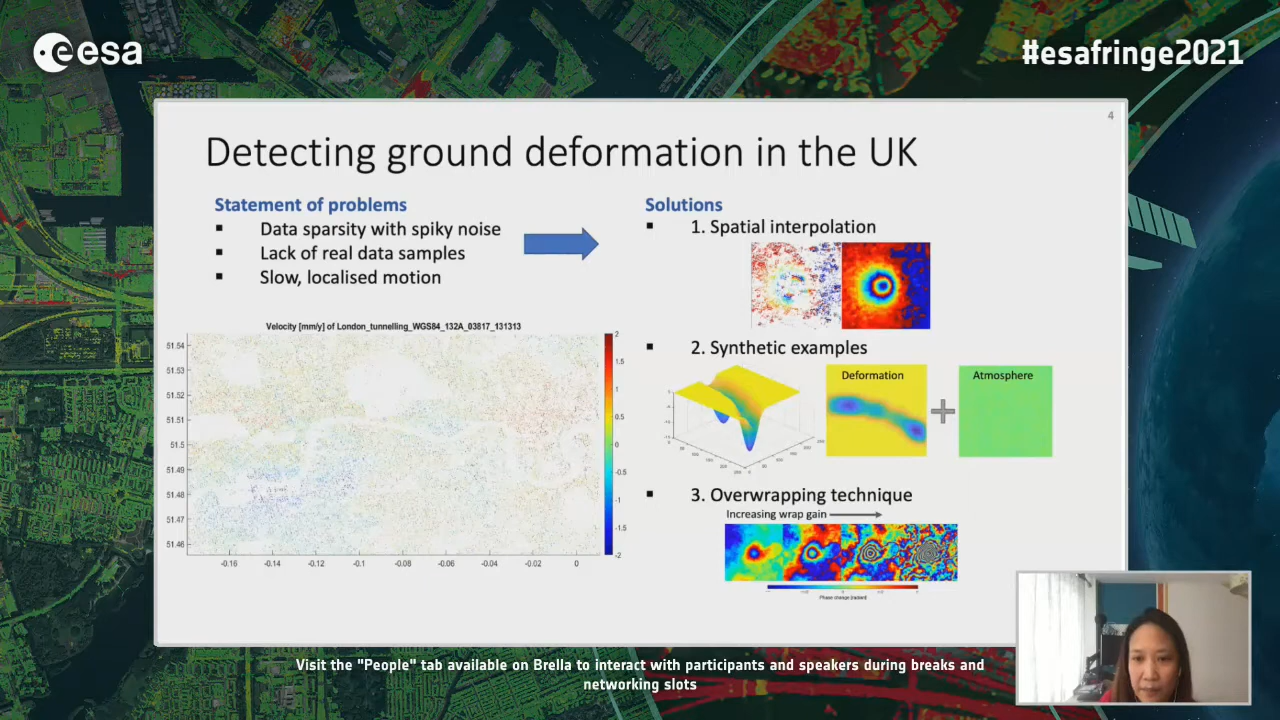 esa
#esafringe2021
4
Detecting ground deformation in the UK
Statement of problems
Data sparsity with spiky noise
Lack of real data samples
Slow, localised motion
Velocity [mm/y] of London_tunnelling_WGS84_132A_03817_131313
51.54
51.53
51.52
51.51
51.5
51.49
51.48
51.47
51.46
-0.16
-0.14
-0.12
-0.1
-0.08
-0.06
-0.04
-0.02
0
2
1.5
1
0.5
0
-0.5
-1
-1.5
-2
Solutions
1. Spatial interpolation
2. Synthetic examples
Deformation
Atmosphere
3. Overwrapping technique
Increasing wrap gain
Phase change [radian]
Visit the "People" tab available on Brella to interact with participants and speakers during breaks and
networking slots